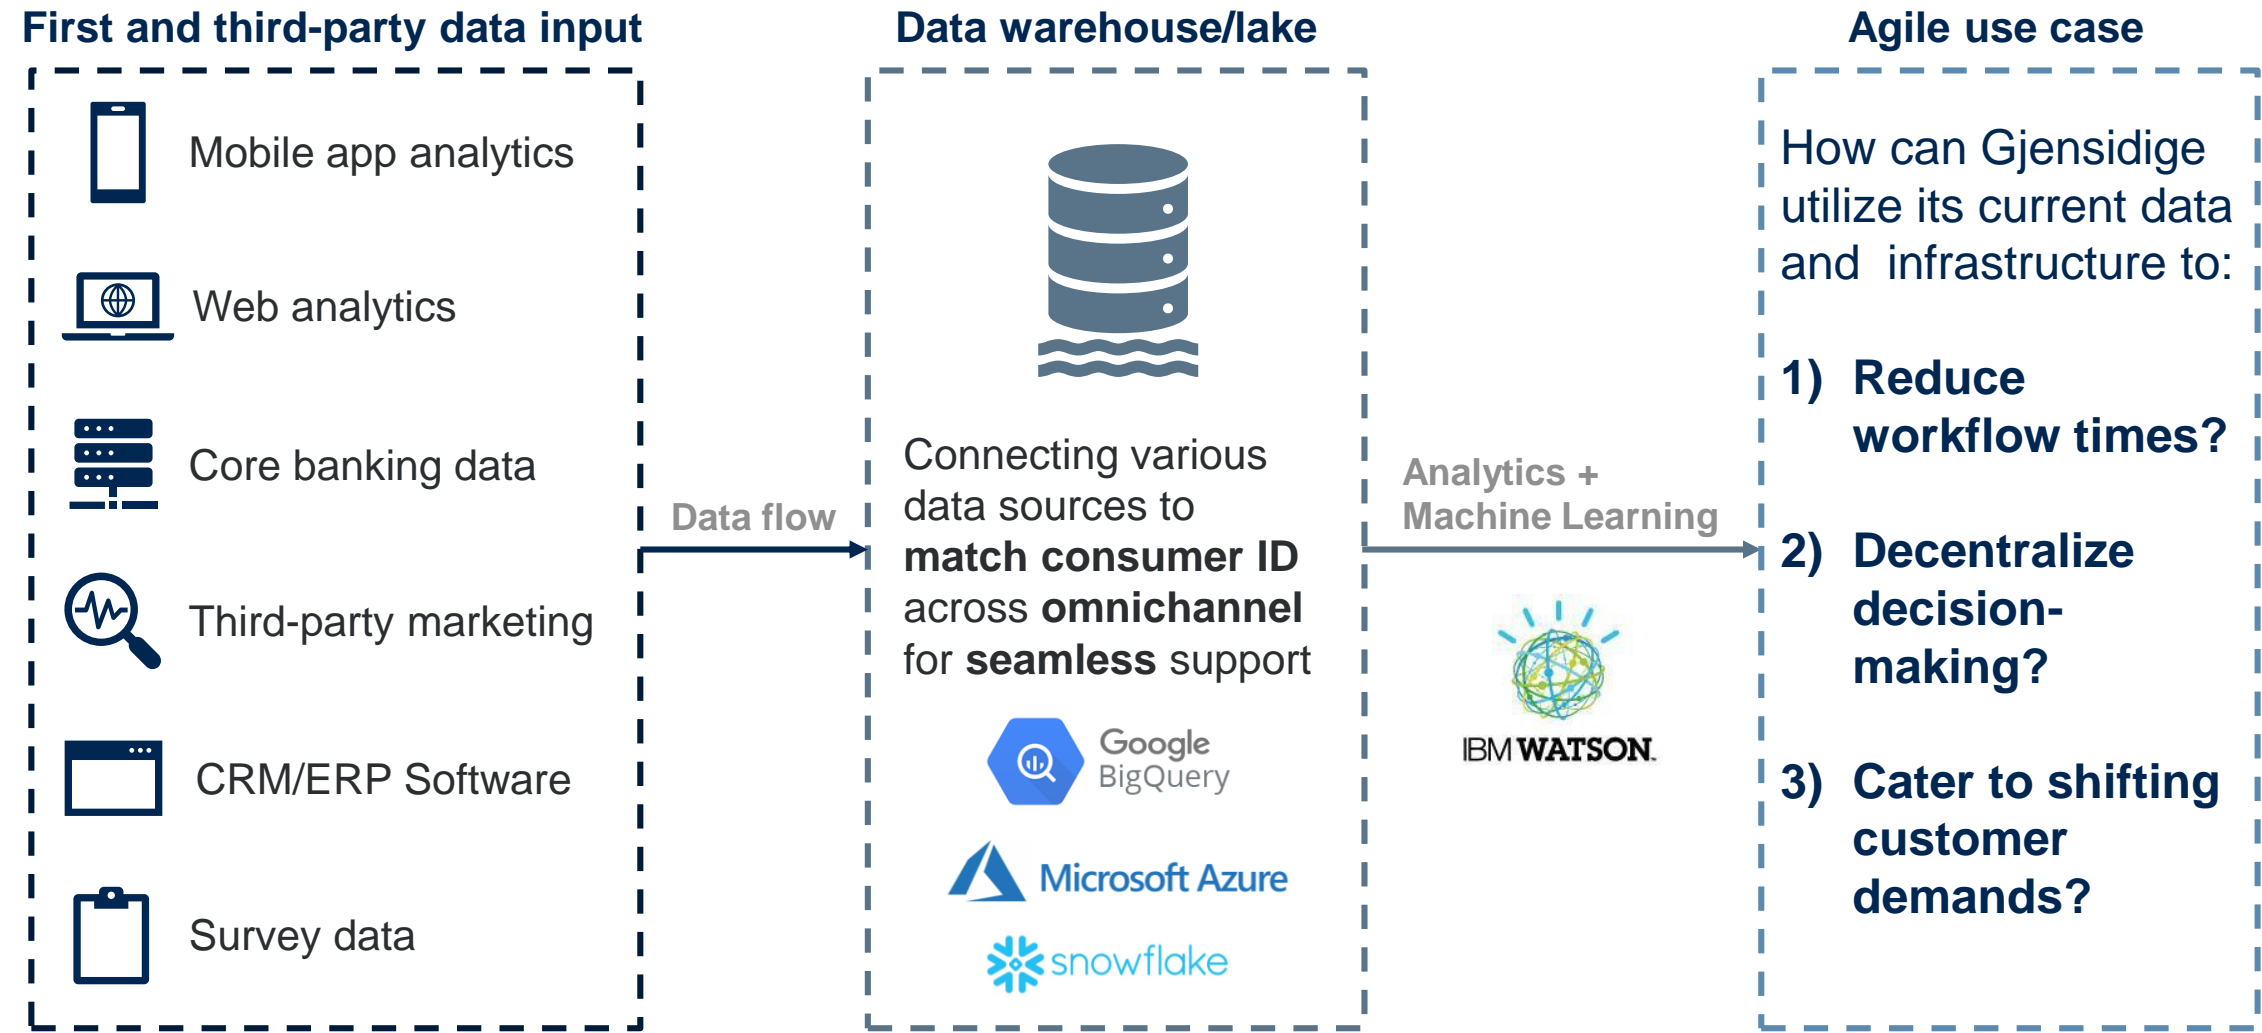 First and third-party data input
Mobile app analytics
Web analytics
Core banking data
Third-party marketing
CRM/ERP Software
Survey data
Data flow
Data warehouse/lake
Connecting various
data sources to
match consumer ID
across omnichannel
for seamless support
Google
BigQuery
Microsoft Azure
snowflake
Analytics +
Machine Learning
IBM WATSON™
Agile use case
How can Gjensidige
utilize its current data
and infrastructure to:
1) Reduce
workflow times?
2) Decentralize
decision-
making?
3) Cater to shifting
customer
demands?